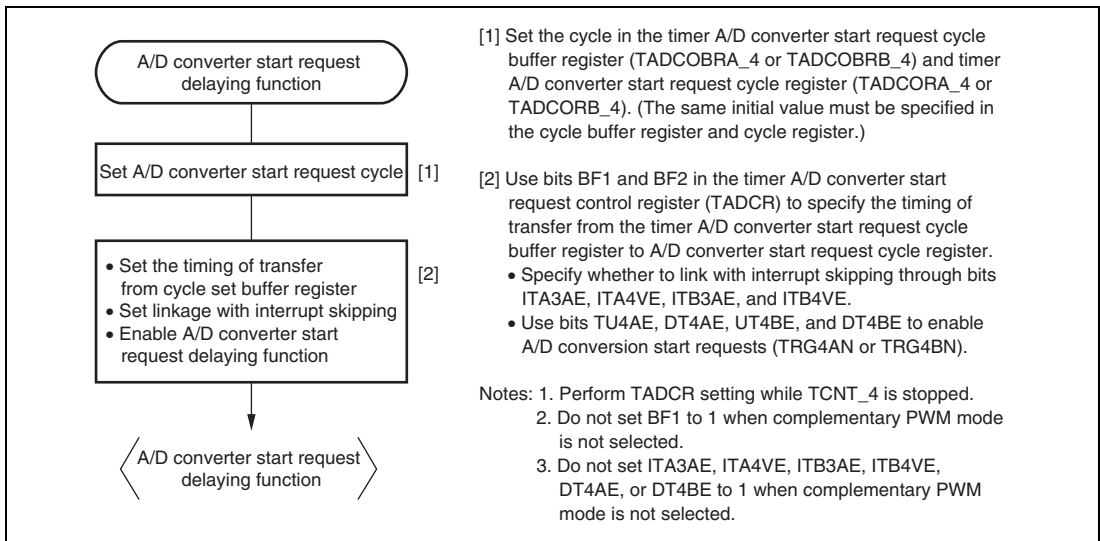 A/D converter start request
delaying function
Set A/D converter start request cycle [1]
• Set the timing of transfer
from cycle set buffer register
• Set linkage with interrupt skipping
• Enable A/D converter start
request delaying function
[2]
A/D converter start request
delaying function
[1] Set the cycle in the timer A/D converter start request cycle
buffer register (TADCOBRA_4 or TADCOBRB_4) and timer
A/D converter start request cycle register (TADCORA_4 or
TADCORB_4). (The same initial value must be specified in
the cycle buffer register and cycle register.)
[2] Use bits BF1 and BF2 in the timer A/D converter start
request control register (TADCR) to specify the timing of
transfer from the timer A/D converter start request cycle
buffer register to A/D converter start request cycle register.
• Specify whether to link with interrupt skipping through bits
ITA3AE, ITA4VE, ITB3AE, and ITB4VE.
• Use bits TU4AE, DT4AE, UT4BE, and DT4BE to enable
A/D conversion start requests (TRG4AN or TRG4BN).
Notes: 1. Perform TADCR setting while TCNT_4 is stopped.
2. Do not set BF1 to 1 when complementary PWM mode
is not selected.
3. Do not set ITA3AE, ITA4VE, ITB3AE, ITB4VE,
DT4AE, or DT4BE to 1 when complementary PWM
mode is not selected.